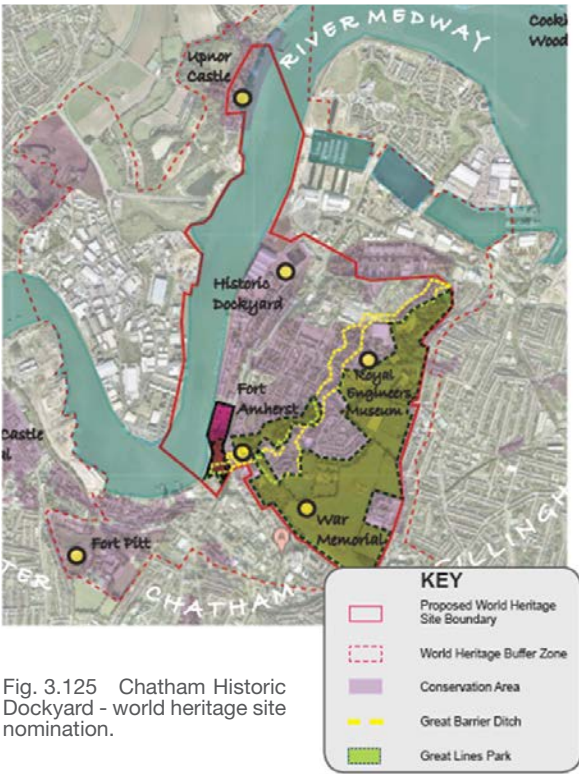 RIVER MEDWAY
Wood
Upnor
Castle
Historic
Dockyard
Fort
Amherst
Royal
Engineers
Museum
War
Memorial
Castle
Fort Pitt
CHATHAM
TER
ILLINGH
KEY
Proposed World Heritage
Site Boundary
World Heritage Buffer Zone
Conservation Area
Great Barrier Ditch
Great Lines Park
Fig. 3.125 Chatham Historic
Dockyard - world heritage site
nomination.